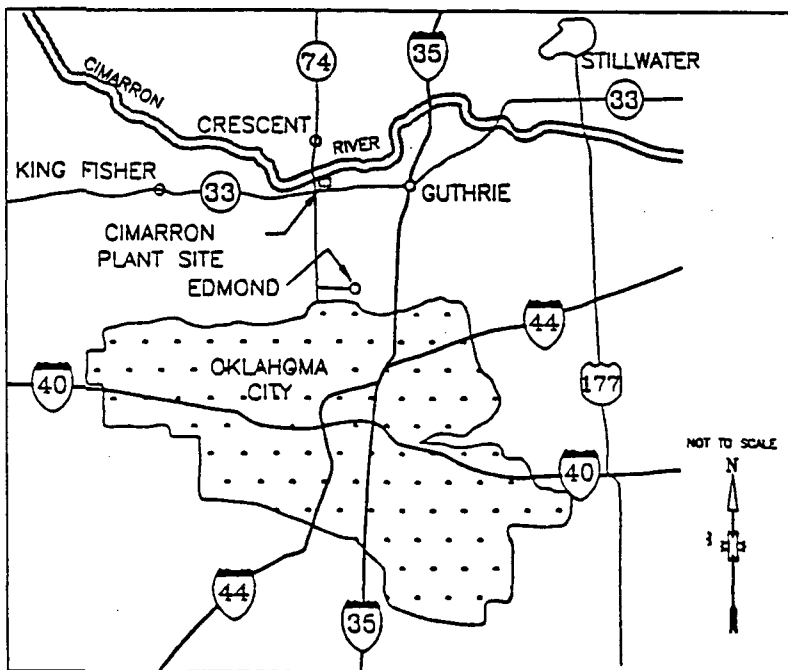 35
74
STILLWATER
CIMARRON
33
CRESCENT
RIVER
KING FISHER
33
GUTHRIE
CIMARRON
PLANT SITE
EDMOND
44
OKLAHOMA
CITY
40
177
NOT TO SCALE
N
40
44
35